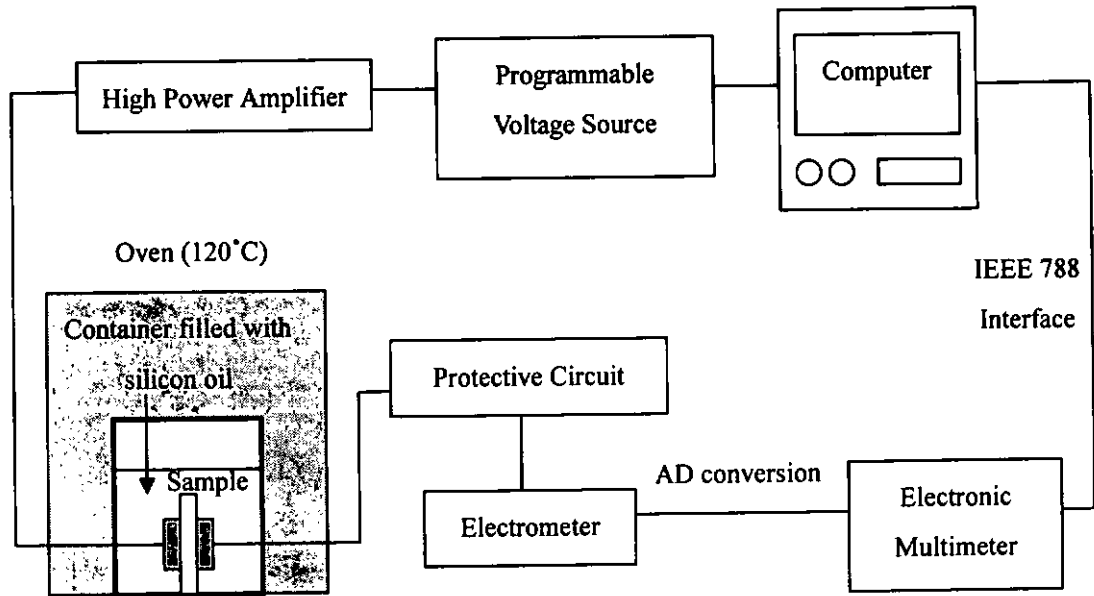 High Power Amplifier
Programmable
Voltage Source
Computer
Oven (120˚C)
IEEE 788
Interface
Container filled with
silicon oil
Sample
Protective Circuit
AD conversion
Electrometer
Electronic
Multimeter